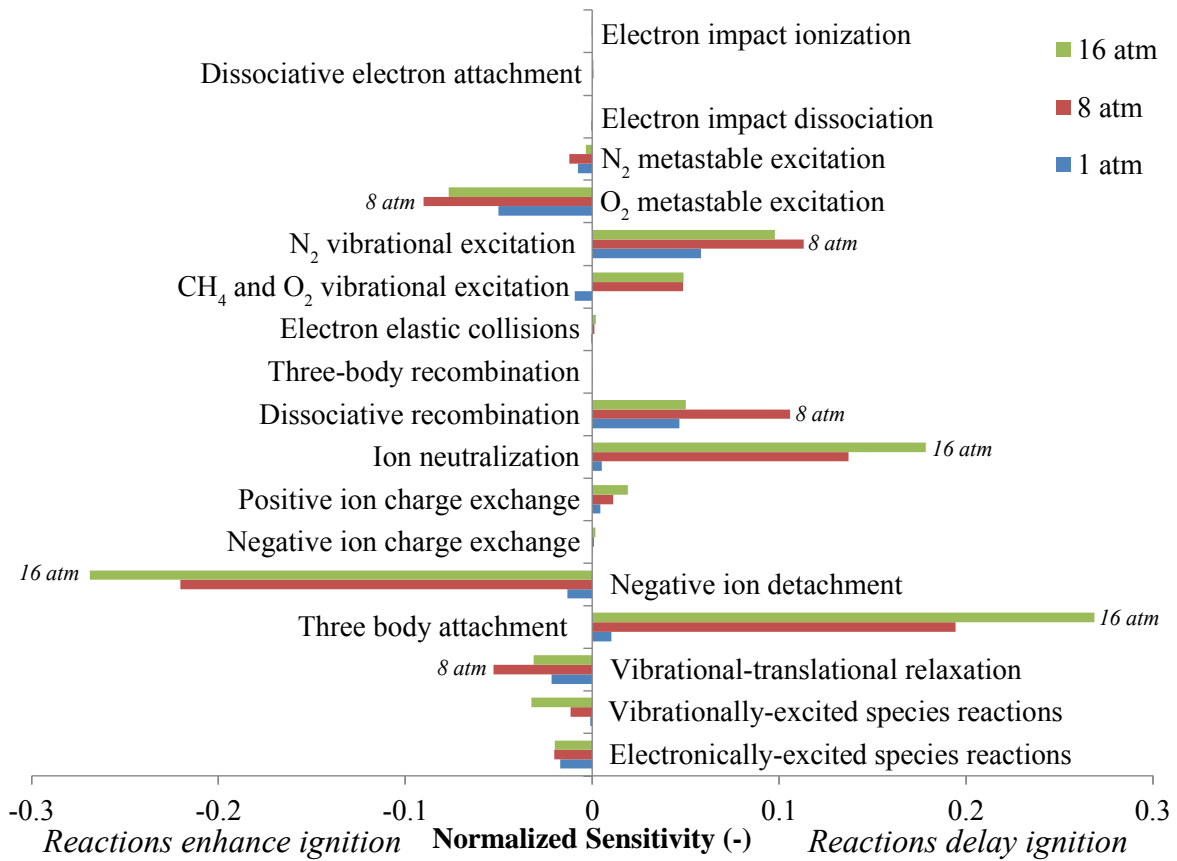 Electron impact ionization
16 atm
Dissociative electron attachment
8 atm
Electron impact dissociation
N₂ metastable excitation
1 atm
8 atm
O₂ metastable excitation
N₂ vibrational excitation
8 atm
CH₄ and O₂ vibrational excitation
Electron elastic collisions
Three-body recombination
Dissociative recombination
8 atm
Ion neutralization
16 atm
Positive ion charge exchange
Negative ion charge exchange
16 atm
Negative ion detachment
Three body attachment
16 atm
8 atm
Vibrational-translational relaxation
Vibrationally-excited species reactions
Electronically-excited species reactions
-0.3 -0.2 -0.1 0 0.1 0.2 0.3
Reactions enhance ignition
Normalized Sensitivity (-)
Reactions delay ignition